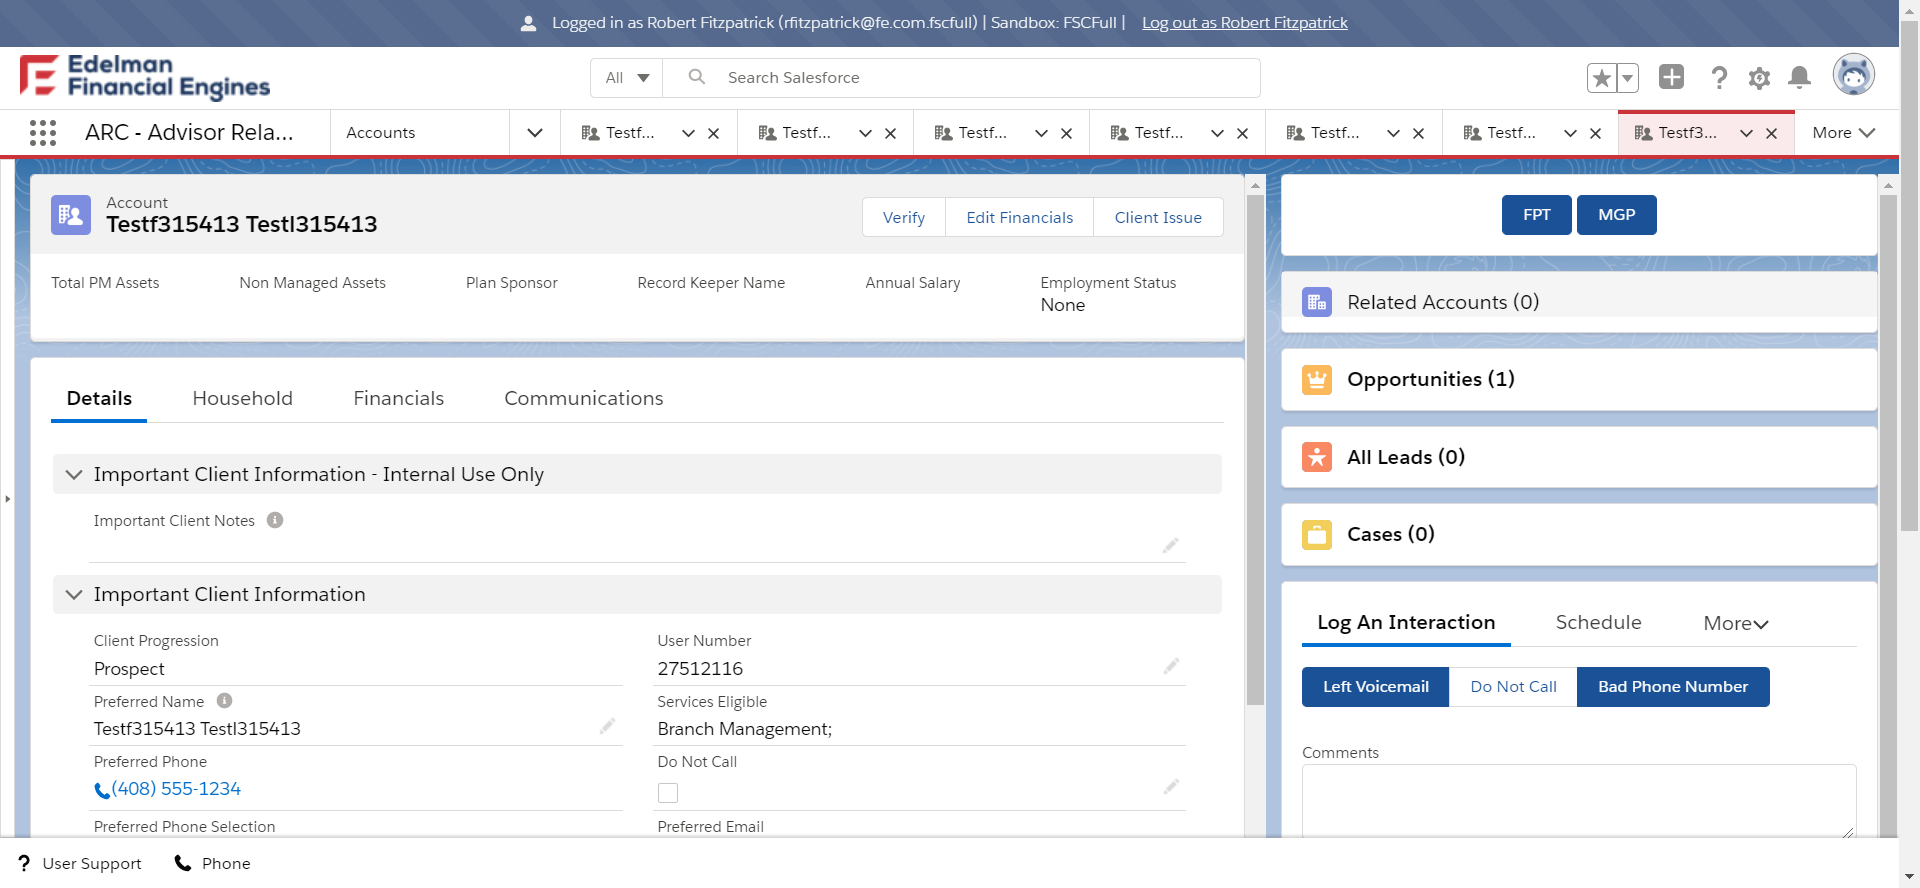 Logged in as Robert Fitzpatrick (rfitzpatrick@fe.com.fscfull) | Sandbox: FSCFull | Log out as Robert Fitzpatrick
Edelman
Financial Engines
All
Search Salesforce
ARC - Advisor Rela...
Accounts
Testf...
Testf...
Testf...
Testf...
Testf...
Testf...
Testf3...
More
Account
Testf315413 Testl315413
Verify
Edit Financials
Client Issue
Total PM Assets
Non Managed Assets
Plan Sponsor
Record Keeper Name
Annual Salary
Employment Status
None
Details
Household
Financials
Communications
Important Client Information - Internal Use Only
Important Client Notes
Important Client Information
Client Progression
Prospect
User Number
27512116
Preferred Name
Testf315413 Testl315413
Services Eligible
Branch Management;
Preferred Phone
(408) 555-1234
Do Not Call
Preferred Phone Selection
Preferred Email
FPT
MGP
Related Accounts (0)
Opportunities (1)
All Leads (0)
Cases (0)
Log An Interaction
Schedule
More
Left Voicemail
Do Not Call
Bad Phone Number
Comments
User Support
Phone